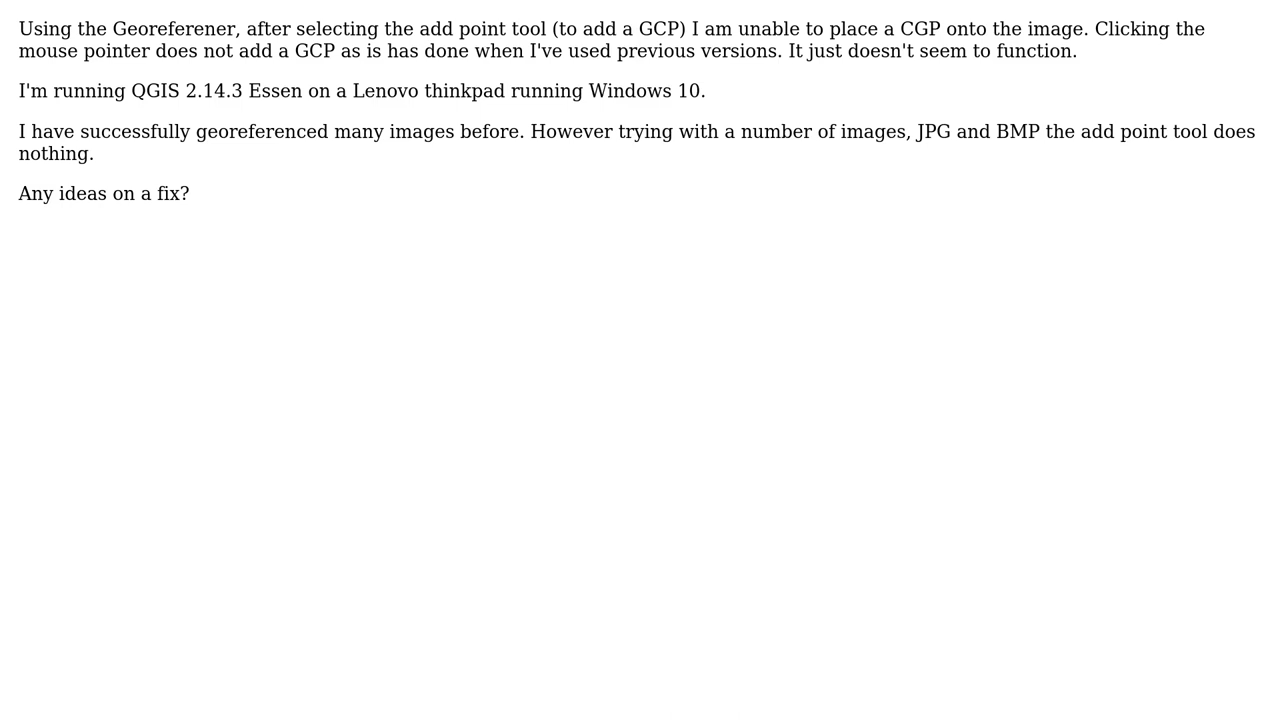 Using the Georeferener, after selecting the add point tool (to add a GCP) I am unable to place a CGP onto the image. Clicking the
mouse pointer does not add a GCP as is has done when I've used previous versions. It just doesn't seem to function.
I'm running QGIS 2.14.3 Essen on a Lenovo thinkpad running Windows 10.
I have successfully georeferenced many images before. However trying with a number of images, JPG and BMP the add point tool does
nothing.
Any ideas on a fix?